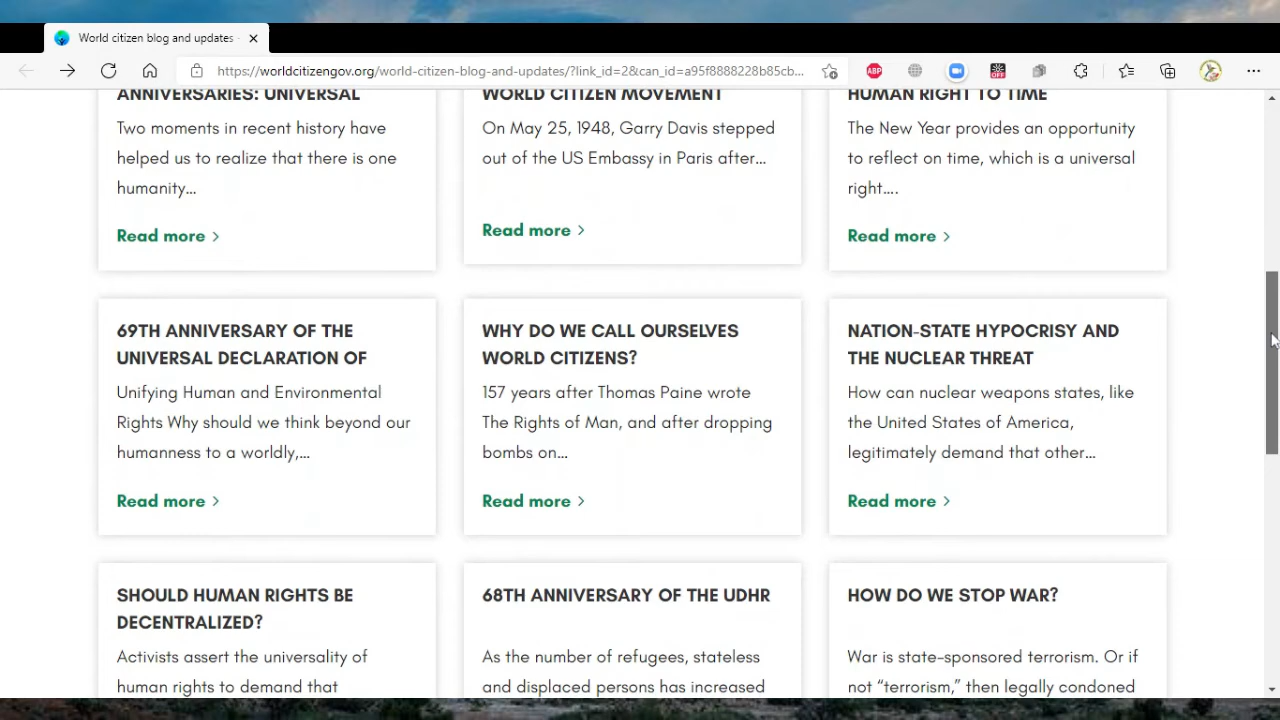 World citizen blog and updates
https://worldcitizengov.org/world-citizen-blog-and-updates/?link_id=2&can_id=a95f8888228b85cb...
ABP
OFF
ANNIVERSARIES: UNIVERSAL
Two moments in recent history have
helped us to realize that there is one
humanity...
Read more
WORLD CITIZEN MOVEMENT
On May 25, 1948, Garry Davis stepped
out of the US Embassy in Paris after...
Read more
HUMAN RIGHT TO TIME
The New Year provides an opportunity
to reflect on time, which is a universal
right....
Read more
69TH ANNIVERSARY OF THE
UNIVERSAL DECLARATION OF
Unifying Human and Environmental
Rights Why should we think beyond our
humanness to a worldly,...
Read more
WHY DO WE CALL OURSELVES
WORLD CITIZENS?
157 years after Thomas Paine wrote
The Rights of Man, and after dropping
bombs on...
Read more
NATION-STATE HYPOCRISY AND
THE NUCLEAR THREAT
How can nuclear weapons states, like
the United States of America,
legitimately demand that other...
Read more
SHOULD HUMAN RIGHTS BE
DECENTRALIZED?
Activists assert the universality of
human rights to demand that
68TH ANNIVERSARY OF THE UDHR
As the number of refugees, stateless
and displaced persons has increased
HOW DO WE STOP WAR?
War is state-sponsored terrorism. Or if
not “terrorism,” then legally condoned